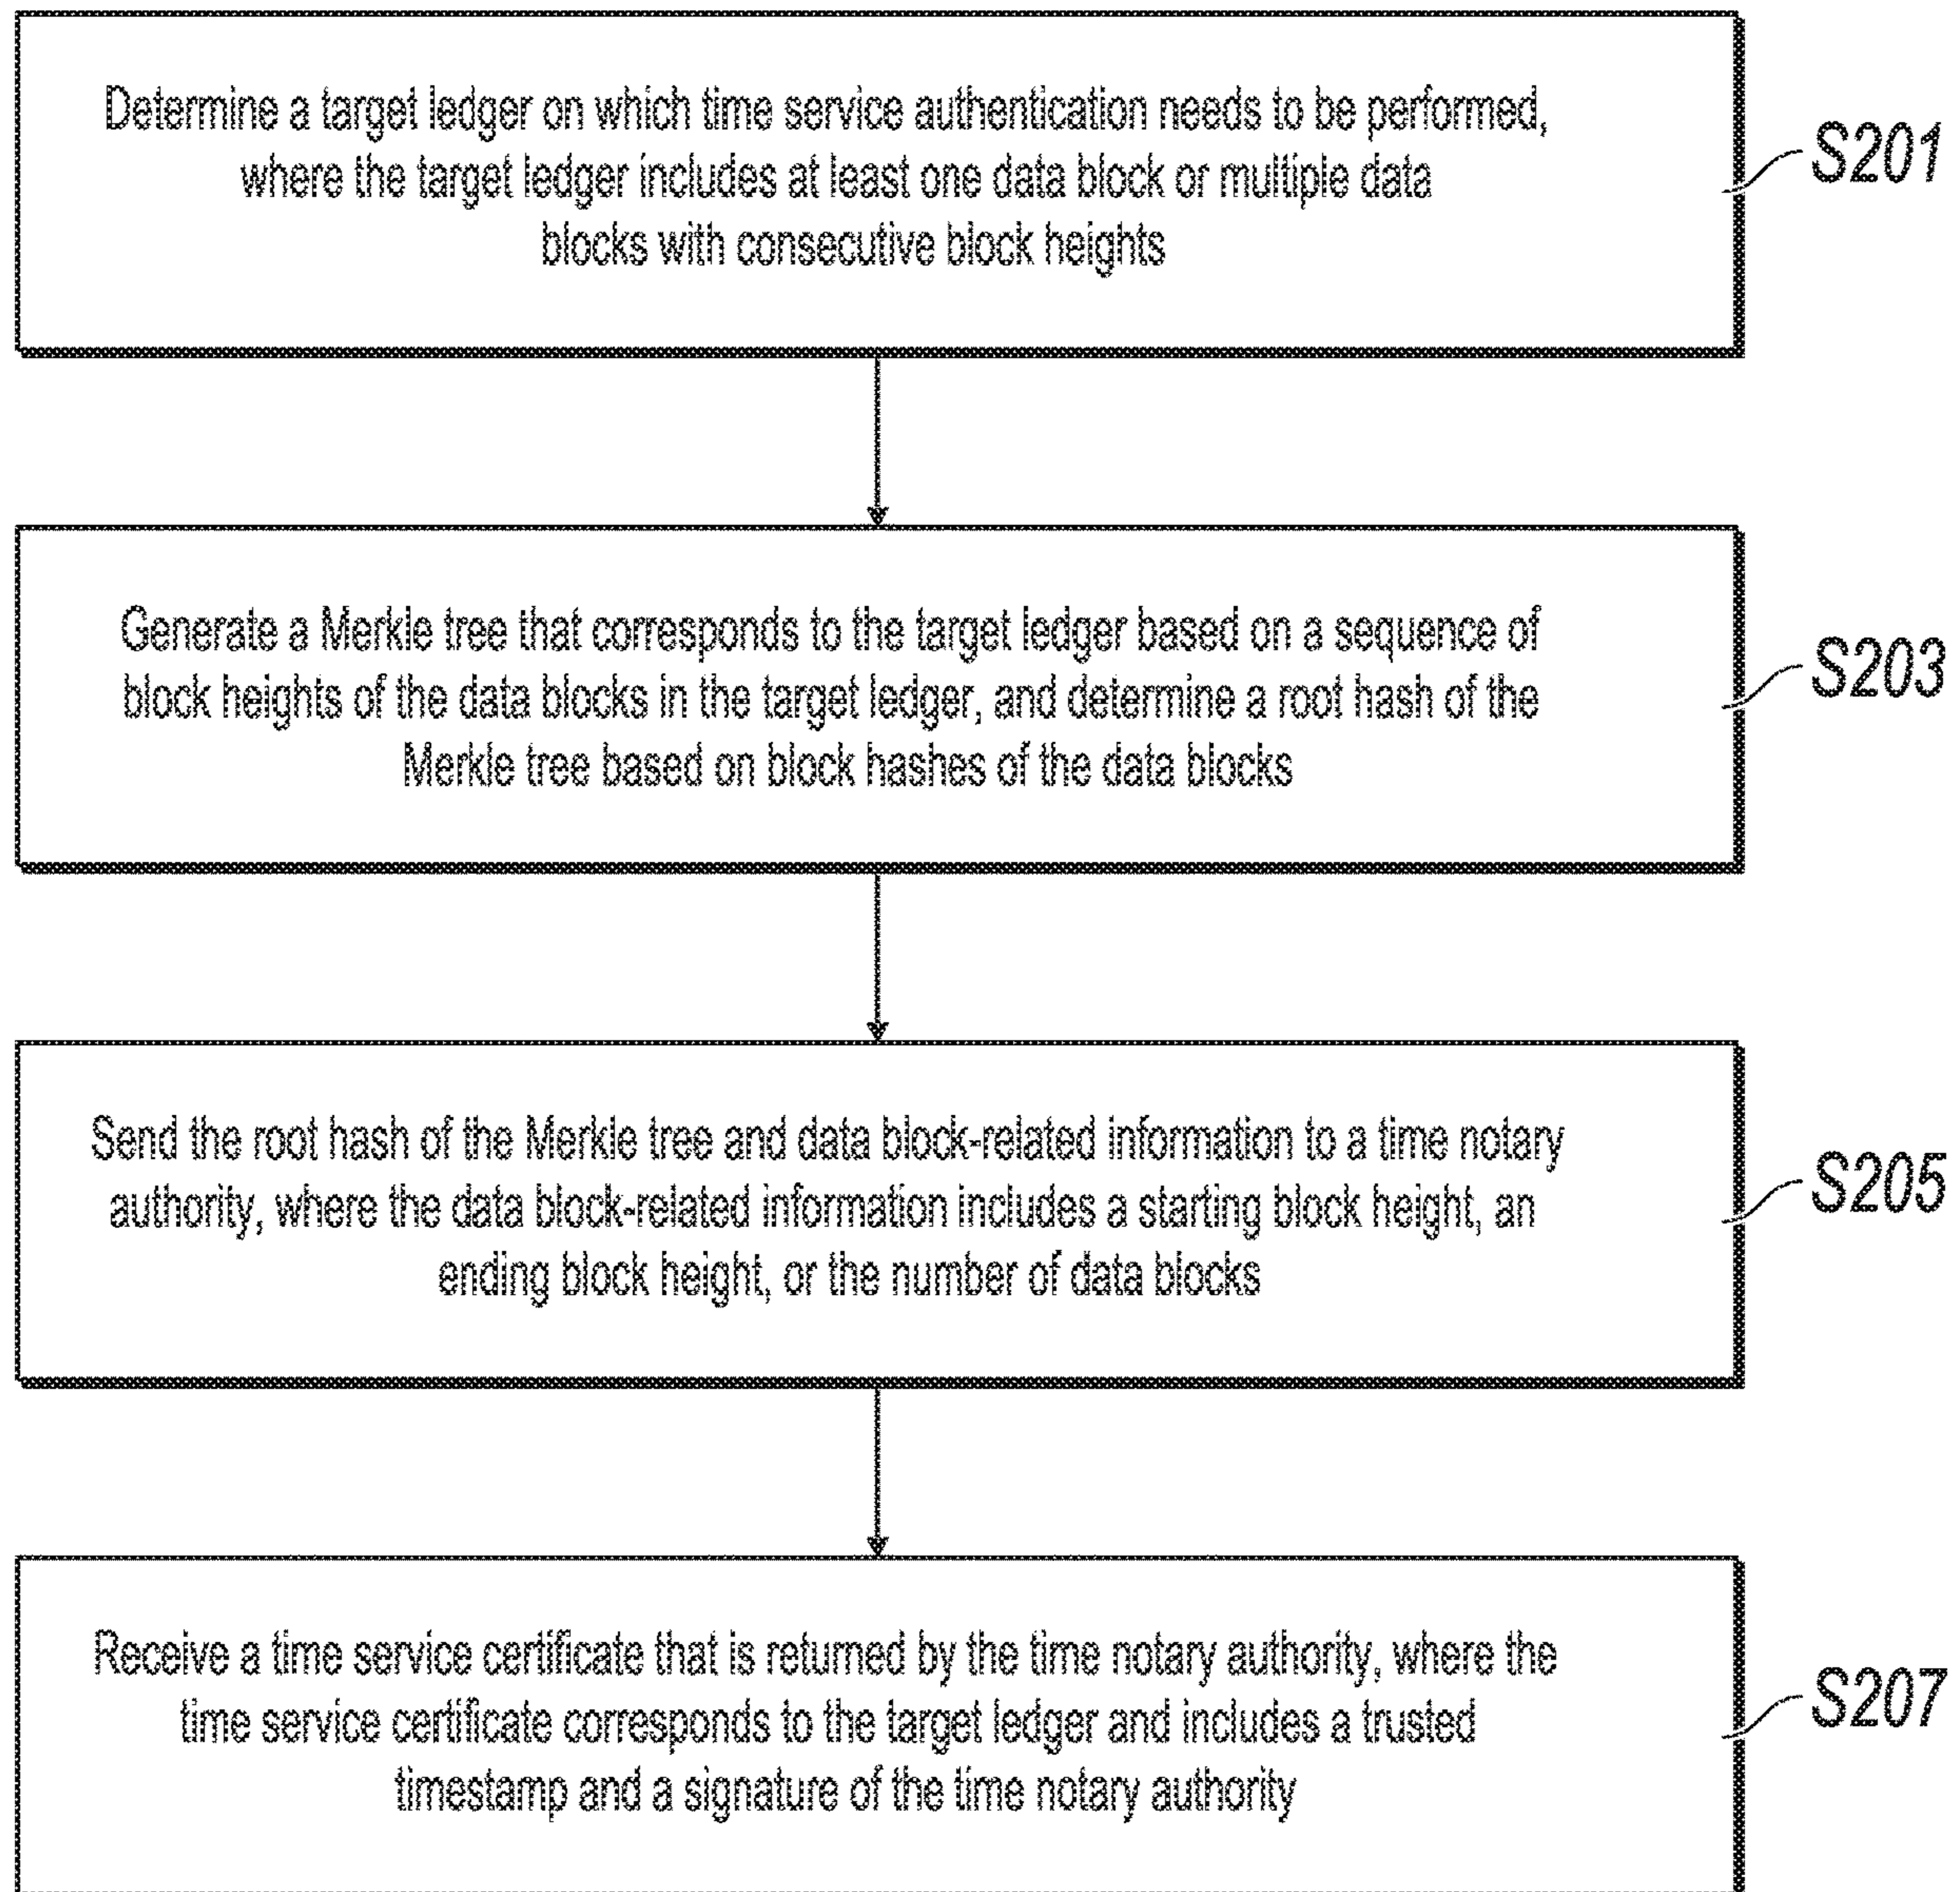 Determine a target ledger on which time service authentication needs to be performed,
where the target ledger includes at least one data block or multiple data
blocks with consecutive block heights
S201
Generate a Merkle tree that corresponds to the target ledger based on a sequence of
block heights of the data blocks in the target ledger, and determine a root hash of the
Merkle tree based on block hashes of the data blocks
S203
Send the root hash of the Merkle tree and data block-related information to a time notary
authority, where the data block-related information includes a starting block height, an
ending block height, or the number of data blocks
S205
Receive a time service certificate that is returned by the time notary authority, where the
time service certificate corresponds to the target ledger and includes a trusted
timestamp and a signature of the time notary authority
S207